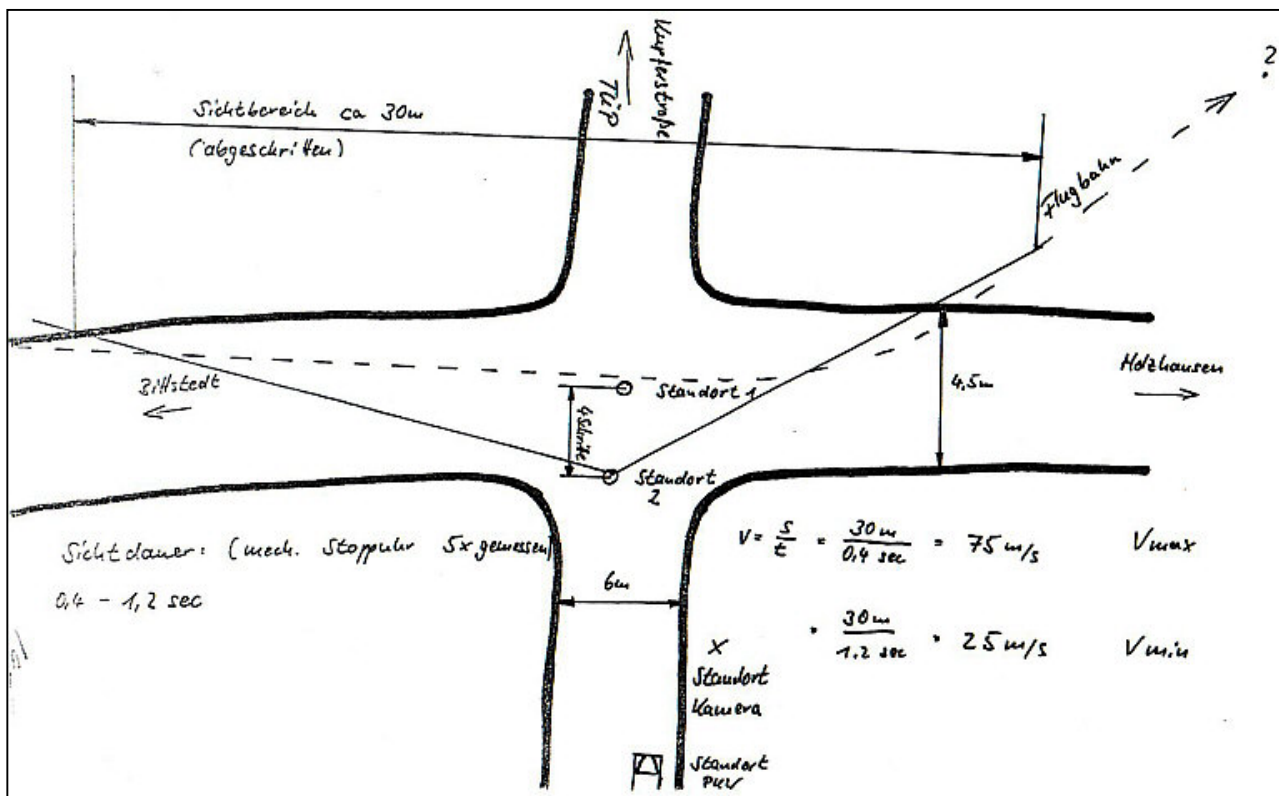 Sichtbereich ca 30m
(abgeschritten)
TÜP
Kupferstraße
Flugbahn
?
Billstedt
Standort 1
4 Schritte
Standort
2
4,5m
Holzhausen
Sichtdauer: (mech. Stoppuhr 5x gemessen)
0,4 - 1,2 sec
6m
V = s/t = 30m/0,4 sec = 75 m/s Vmax
= 30m/1,2 sec = 25 m/s Vmin
x
Standort
Kamera
Standort
PKW